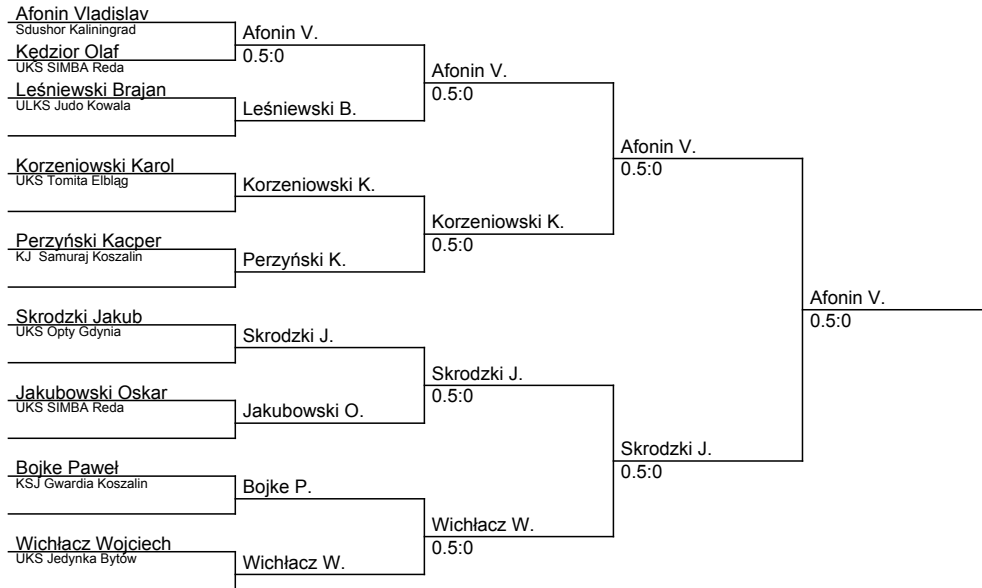 Afonin Vladislav
Sdushor Kaliningrad
Afonin V.
0.5:0
Kędzior Olaf
UKS SIMBA Reda
Afonin V.
0.5:0
Leśniewski Brajan
ULKS Judo Kowala
Leśniewski B.
Afonin V.
0.5:0
Korzeniowski Karol
UKS Tomita Elbląg
Korzeniowski K.
Korzeniowski K.
0.5:0
Perzyński Kacper
KJ Samuraj Koszalin
Perzyński K.
Afonin V.
0.5:0
Skrodzki Jakub
UKS Opty Gdynia
Skrodzki J.
Skrodzki J.
0.5:0
Jakubowski Oskar
UKS SIMBA Reda
Jakubowski O.
Skrodzki J.
0.5:0
Bojke Paweł
KSJ Gwardia Koszalin
Bojke P.
Wichłacz W.
0.5:0
Wichłacz Wojciech
UKS Jedynka Bytów
Wichłacz W.